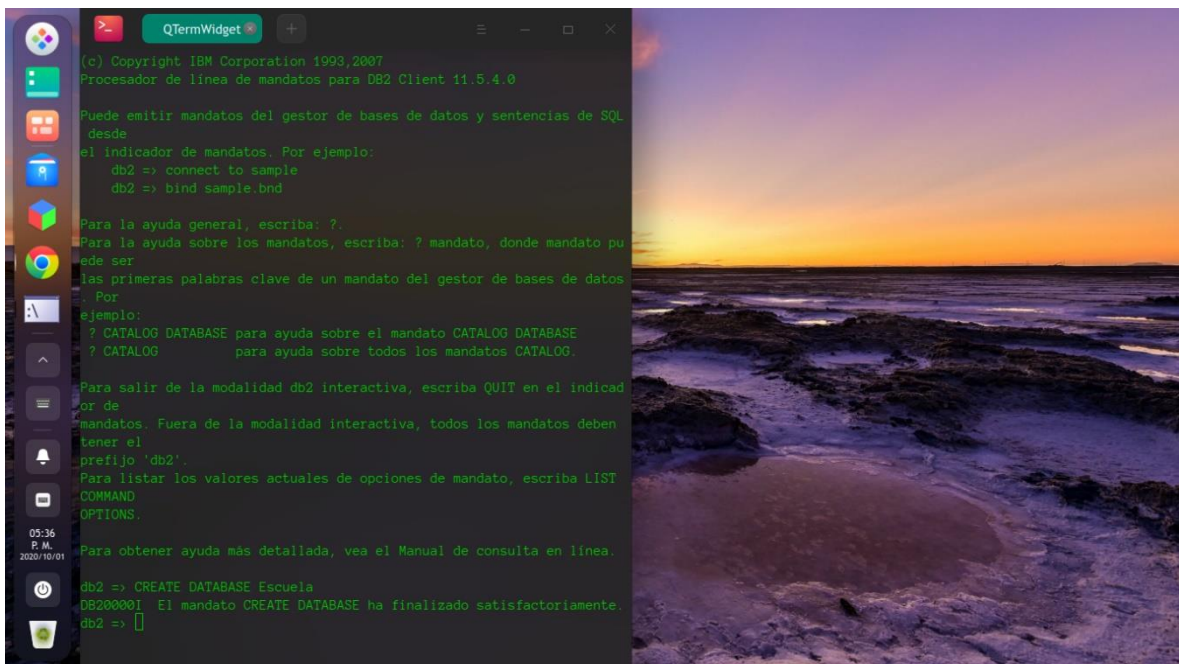 QTermWidget
(c) Copyright IBM Corporation 1993,2007
Procesador de línea de mandatos para DB2 Client 11.5.4.0
Puede emitir mandatos del gestor de bases de datos y sentencias de SQL
desde
el indicador de mandatos. Por ejemplo:
db2 => connect to sample
db2 => bind sample.bnd
Para la ayuda general, escriba: ?.
Para la ayuda sobre los mandatos, escriba: ? mandato, donde mandato pu
ede ser
las primeras palabras clave de un mandato del gestor de bases de datos
. Por
ejemplo:
? CATALOG DATABASE para ayuda sobre el mandato CATALOG DATABASE
? CATALOG para ayuda sobre todos los mandatos CATALOG.
Para salir de la modalidad db2 interactiva, escriba QUIT en el indicad
or de
mandatos. Fuera de la modalidad interactiva, todos los mandatos deben
tener el
prefijo 'db2'.
Para listar los valores actuales de opciones de mandato, escriba LIST
COMMAND
OPTIONS.
Para obtener ayuda más detallada, vea el Manual de consulta en línea.
db2 => CREATE DATABASE Escuela
DB20000I El mandato CREATE DATABASE ha finalizado satisfactoriamente.
db2 =>
05:36
P. M.
2020/10/01